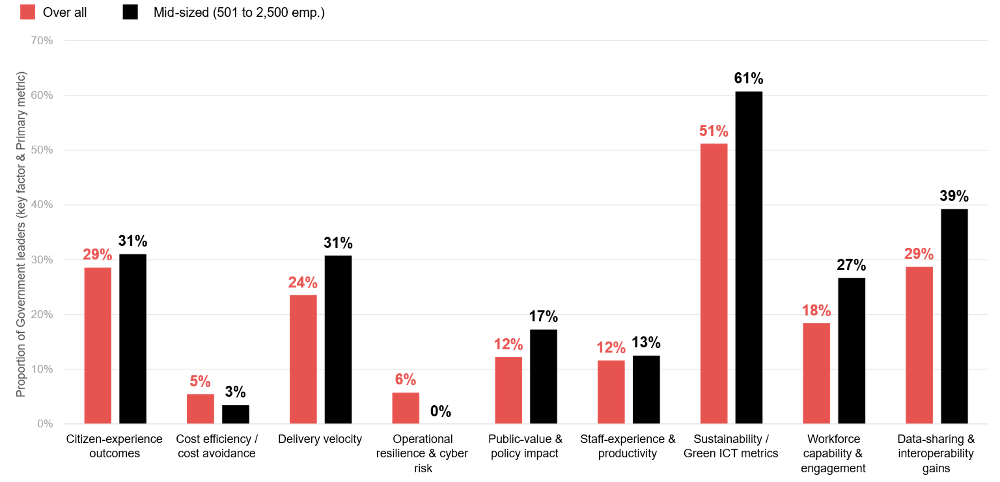 Over all
Mid-sized (501 to 2,500 emp.)
Proportion of Government leaders (key factor & Primary metric)
70%
60%
50%
40%
30%
20%
10%
0%
29%
31%
5%
3%
24%
31%
6%
0%
12%
17%
12%
13%
51%
61%
18%
27%
29%
39%
Citizen-experience
outcomes
Cost efficiency /
cost avoidance
Delivery velocity
Operational
resilience & cyber
risk
Public-value &
policy impact
Staff-experience &
productivity
Sustainability /
Green ICT metrics
Workforce
capability &
engagement
Data-sharing &
interoperability
gains